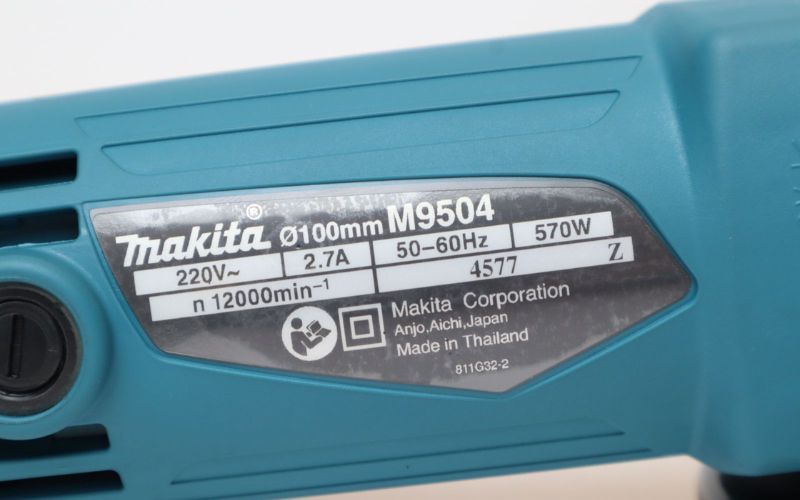 makita® Ø100mm M9504
220V~ 2.7A 50-60Hz 570W
n 12000min⁻¹ 4577 Z
Makita Corporation
Anjo,Aichi,Japan
Made in Thailand
811G32-2